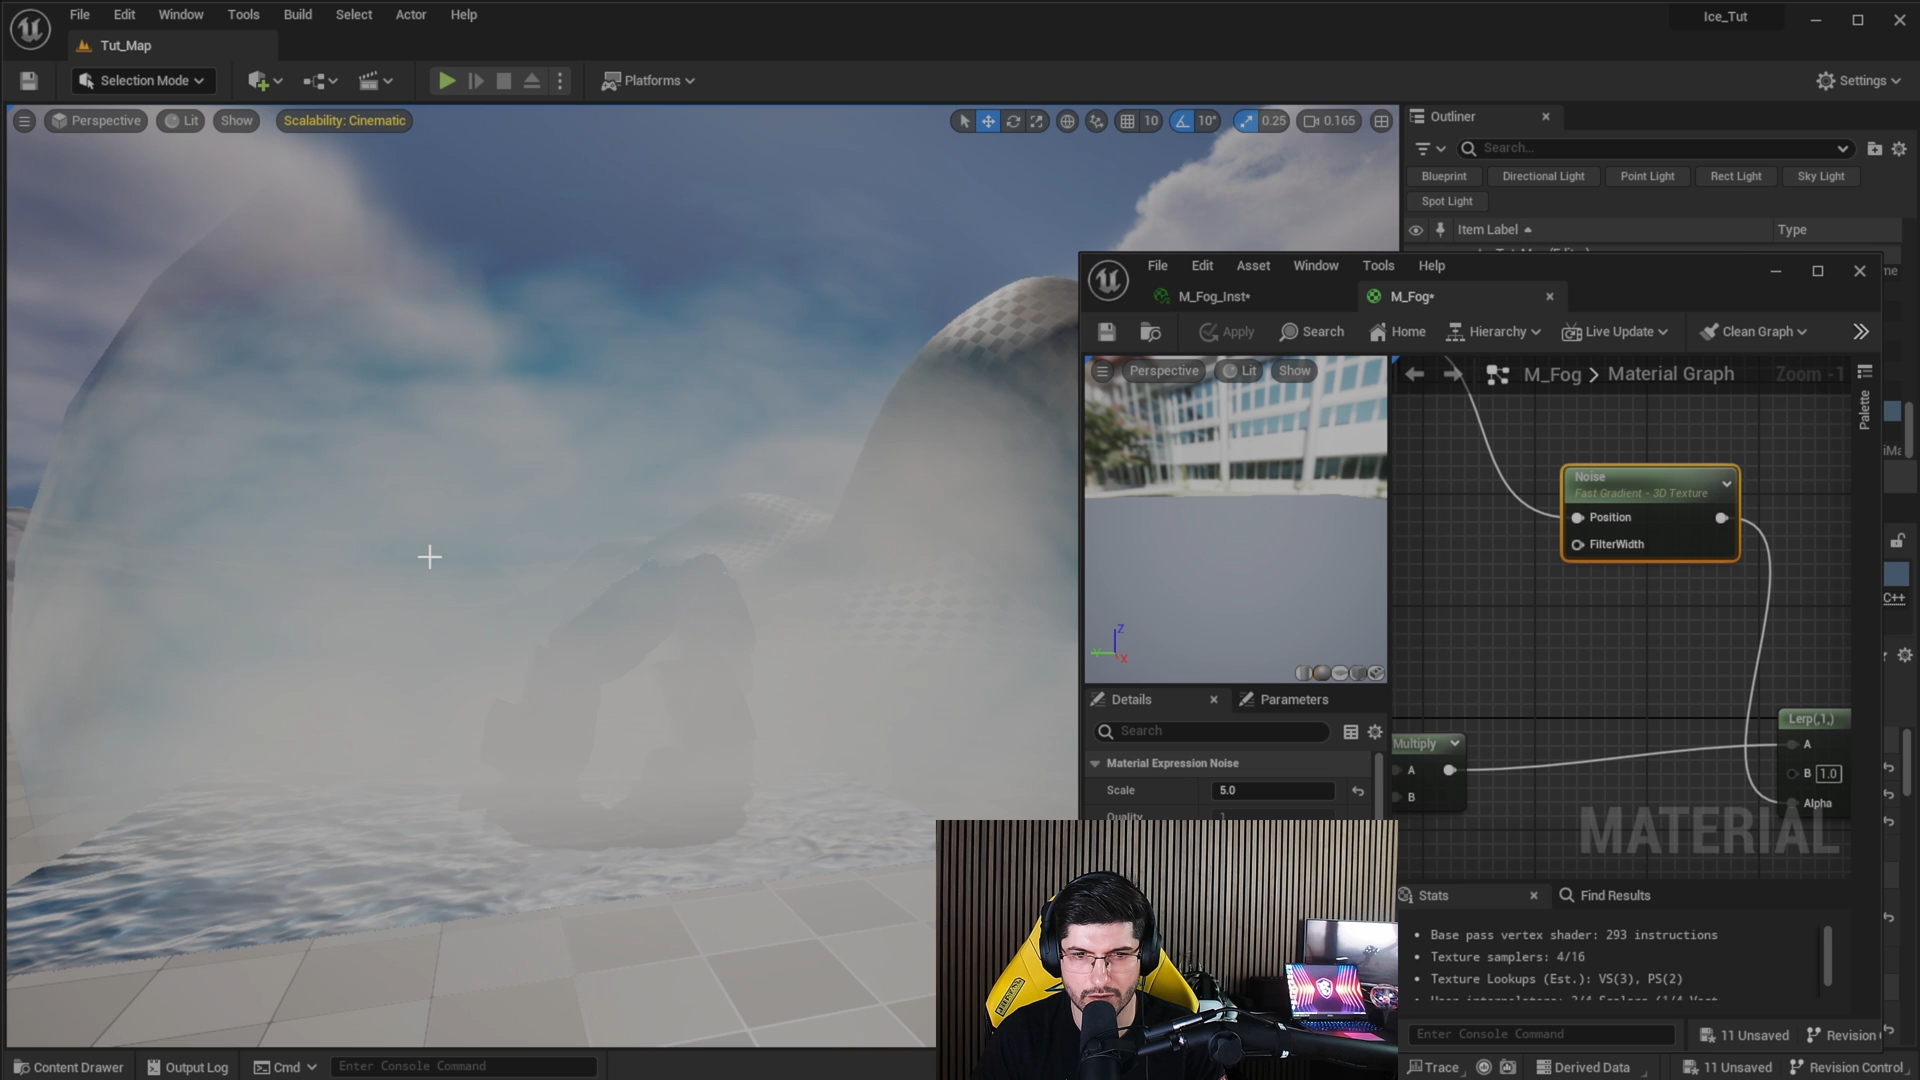 File Edit Window Tools Build Select Actor Help
Ice_Tut
Tut_Map
Selection Mode
Platforms
Settings
Perspective Lit Show Scalability: Cinematic
10 10° 0.25 0.165
Outliner
Search...
Blueprint Directional Light Point Light Rect Light Sky Light
Spot Light
Item Label Type
File Edit Asset Window Tools Help
M_Fog_Inst* M_Fog*
Apply Search Home Hierarchy Live Update Clean Graph
Perspective Lit Show
M_Fog > Material Graph Zoom -1
Palette
Noise
Fast Gradient - 3D Texture
Position
FilterWidth
Z
Y
X
C++
Details Parameters
Search
Material Expression Noise
Scale 5.0
Quality 1
Multiply
A
B
Lerp(,1,)
A
B 1.0
Alpha
MATERIAL
Stats Find Results
• Base pass vertex shader: 293 instructions
• Texture samplers: 4/16
• Texture Lookups (Est.): VS(3), PS(2)
Enter Console Command 11 Unsaved Revision
Content Drawer Output Log Cmd Enter Console Command
Trace Derived Data 11 Unsaved Revision Control